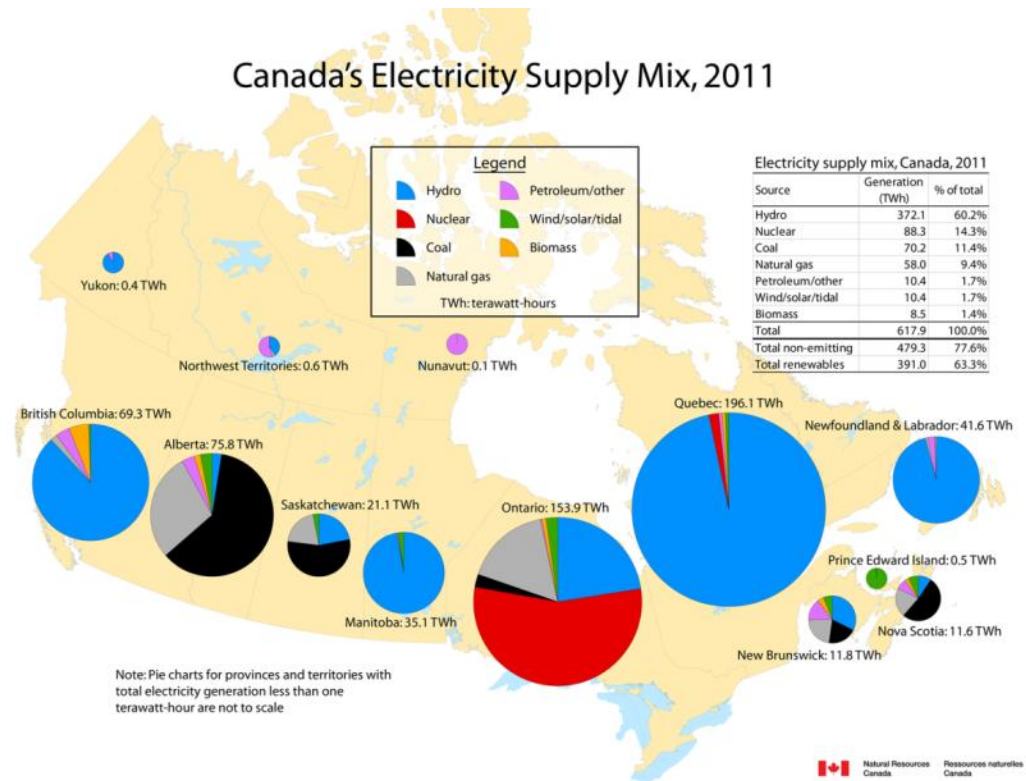 Canada's Electricity Supply Mix, 2011
Legend
Hydro
Nuclear
Coal
Natural gas
Petroleum/other
Wind/solar/tidal
Biomass
TWh: terawatt-hours
Electricity supply mix, Canada, 2011
Source Generation (TWh) % of total
Hydro 372.1 60.2%
Nuclear 88.3 14.3%
Coal 70.2 11.4%
Natural gas 58.0 9.4%
Petroleum/other 10.4 1.7%
Wind/solar/tidal 10.4 1.7%
Biomass 8.5 1.4%
Total 617.9 100.0%
Total non-emitting 479.3 77.6%
Total renewables 391.0 63.3%
Yukon: 0.4 TWh
Northwest Territories: 0.6 TWh
Nunavut: 0.1 TWh
British Columbia: 69.3 TWh
Alberta: 75.8 TWh
Saskatchewan: 21.1 TWh
Manitoba: 35.1 TWh
Ontario: 153.9 TWh
Quebec: 196.1 TWh
Newfoundland & Labrador: 41.6 TWh
Prince Edward Island: 0.5 TWh
Nova Scotia: 11.6 TWh
New Brunswick: 11.8 TWh
Note: Pie charts for provinces and territories with
total electricity generation less than one
terawatt-hour are not to scale
Natural Resources
Canada
Ressources naturelles
Canada